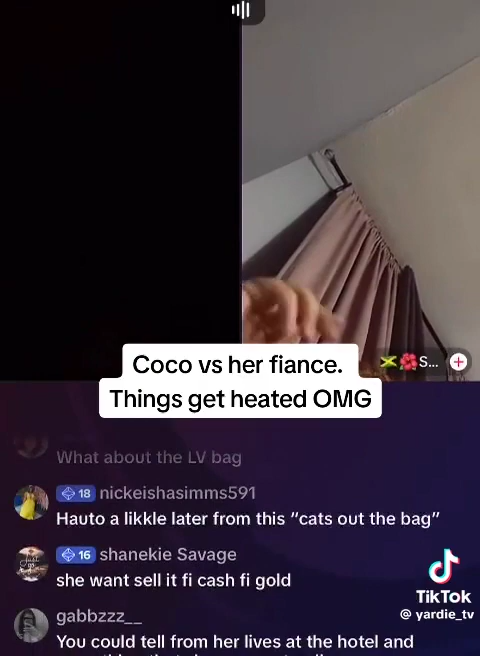 S...
Coco vs her fiance.
Things get heated OMG
What about the LV bag
18 nickeishasimms591
Hauto a likkle later from this “cats out the bag”
16 shanekie Savage
she want sell it fi cash fi gold
gabbzzz__
You could tell from her lives at the hotel and
TikTok
@ yardie_tv